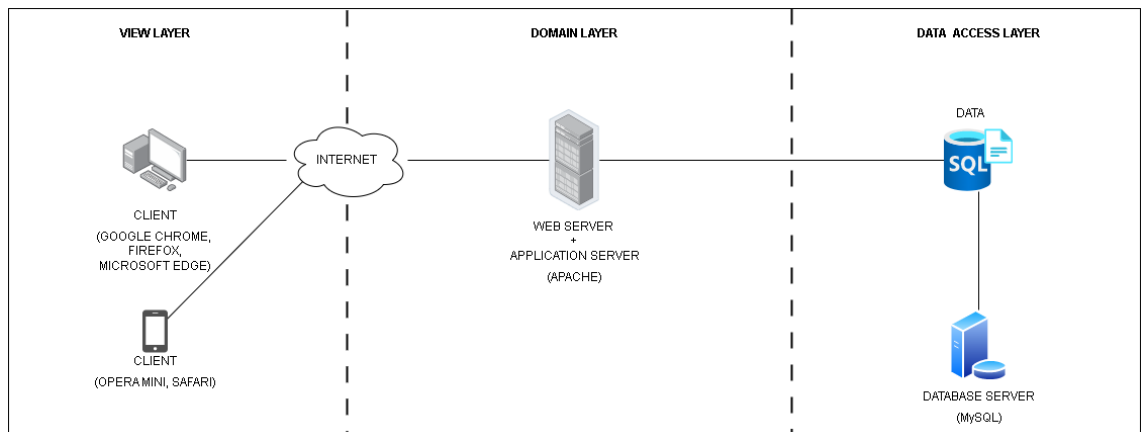 VIEW LAYER
DOMAIN LAYER
DATA ACCESS LAYER
DATA
SQL
INTERNET
CLIENT
(GOOGLE CHROME,
FIREFOX,
MICROSOFT EDGE)
WEB SERVER
+
APPLICATION SERVER
(APACHE)
CLIENT
(OPERA MINI, SAFARI)
DATABASE SERVER
(MySQL)